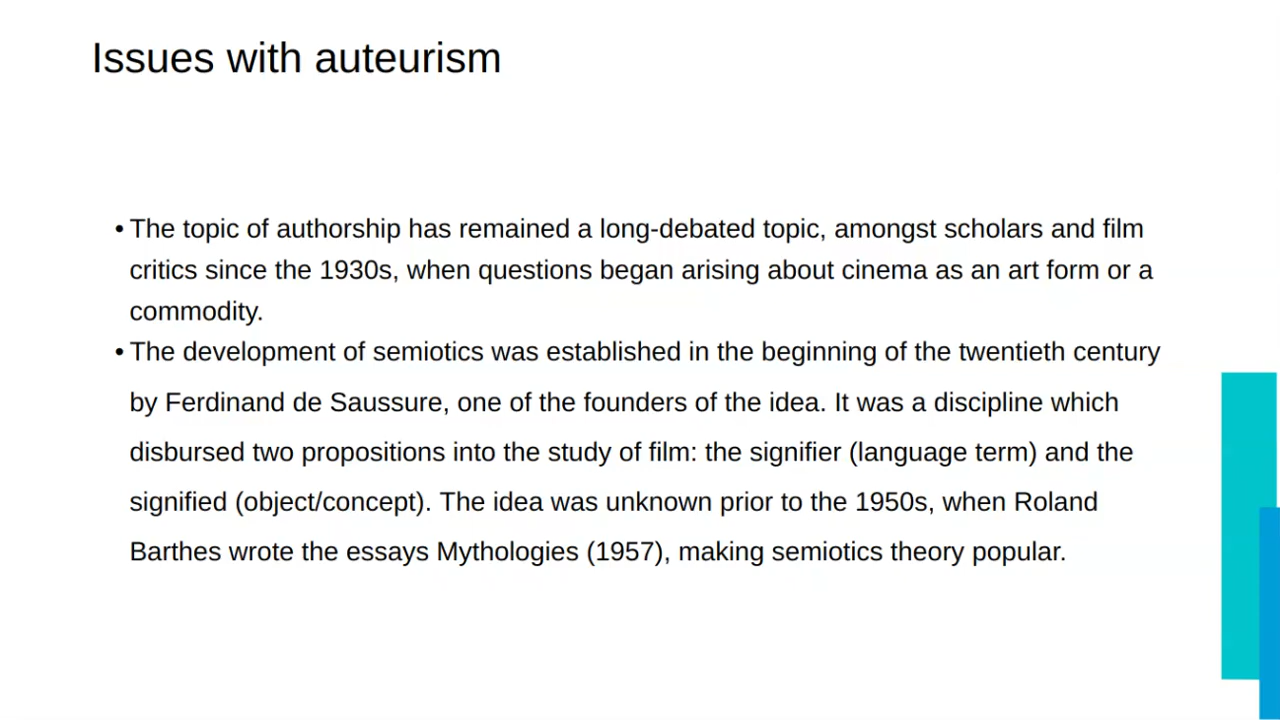 Issues with auteurism
• The topic of authorship has remained a long-debated topic, amongst scholars and film
critics since the 1930s, when questions began arising about cinema as an art form or a
commodity.
• The development of semiotics was established in the beginning of the twentieth century
by Ferdinand de Saussure, one of the founders of the idea. It was a discipline which
disbursed two propositions into the study of film: the signifier (language term) and the
signified (object/concept). The idea was unknown prior to the 1950s, when Roland
Barthes wrote the essays Mythologies (1957), making semiotics theory popular.